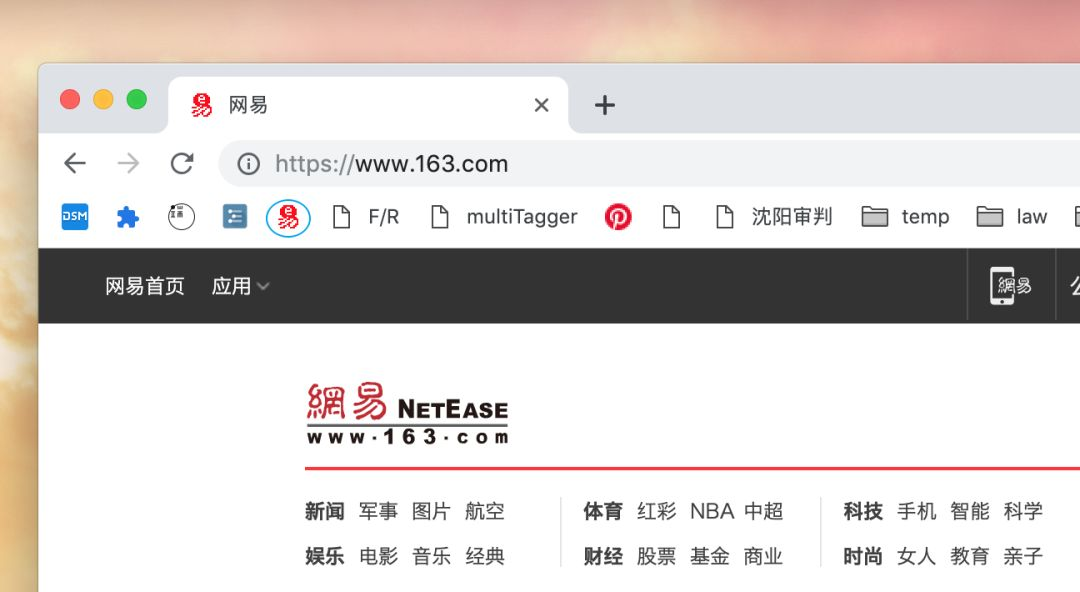 网易
https://www.163.com
DSM F/R multiTagger 沈阳审判 temp law
网易首页 应用 網易
網易 NETEASE
www.163.com
新闻 军事 图片 航空 体育 红彩 NBA 中超 科技 手机 智能 科学
娱乐 电影 音乐 经典 财经 股票 基金 商业 时尚 女人 教育 亲子